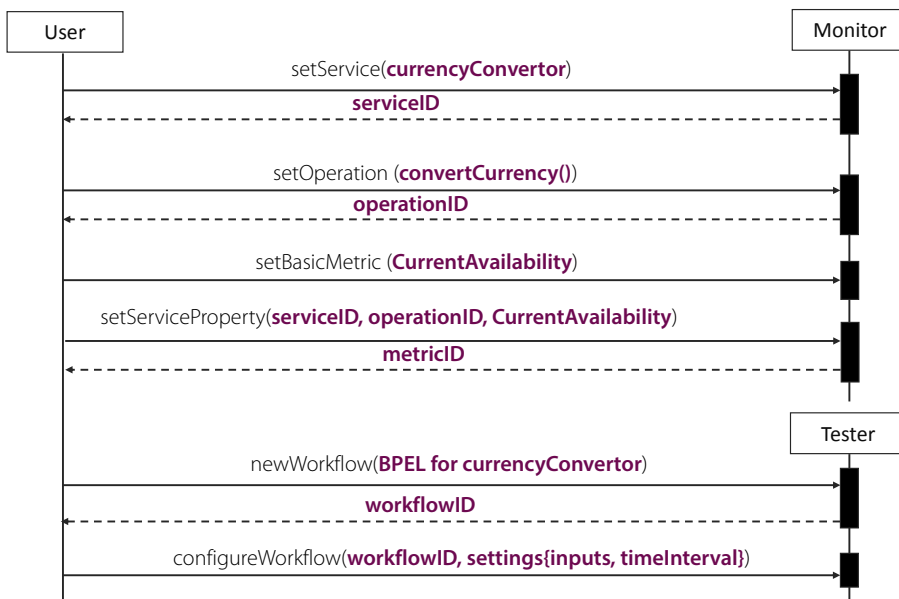 User
Monitor
setService(currencyConvertor)
serviceID
setOperation (convertCurrency())
operationID
setBasicMetric (CurrentAvailability)
setServiceProperty(serviceID, operationID, CurrentAvailability)
metricID
Tester
newWorkflow(BPEL for currencyConvertor)
workflowID
configureWorkflow(workflowID, settings{inputs, timeInterval})